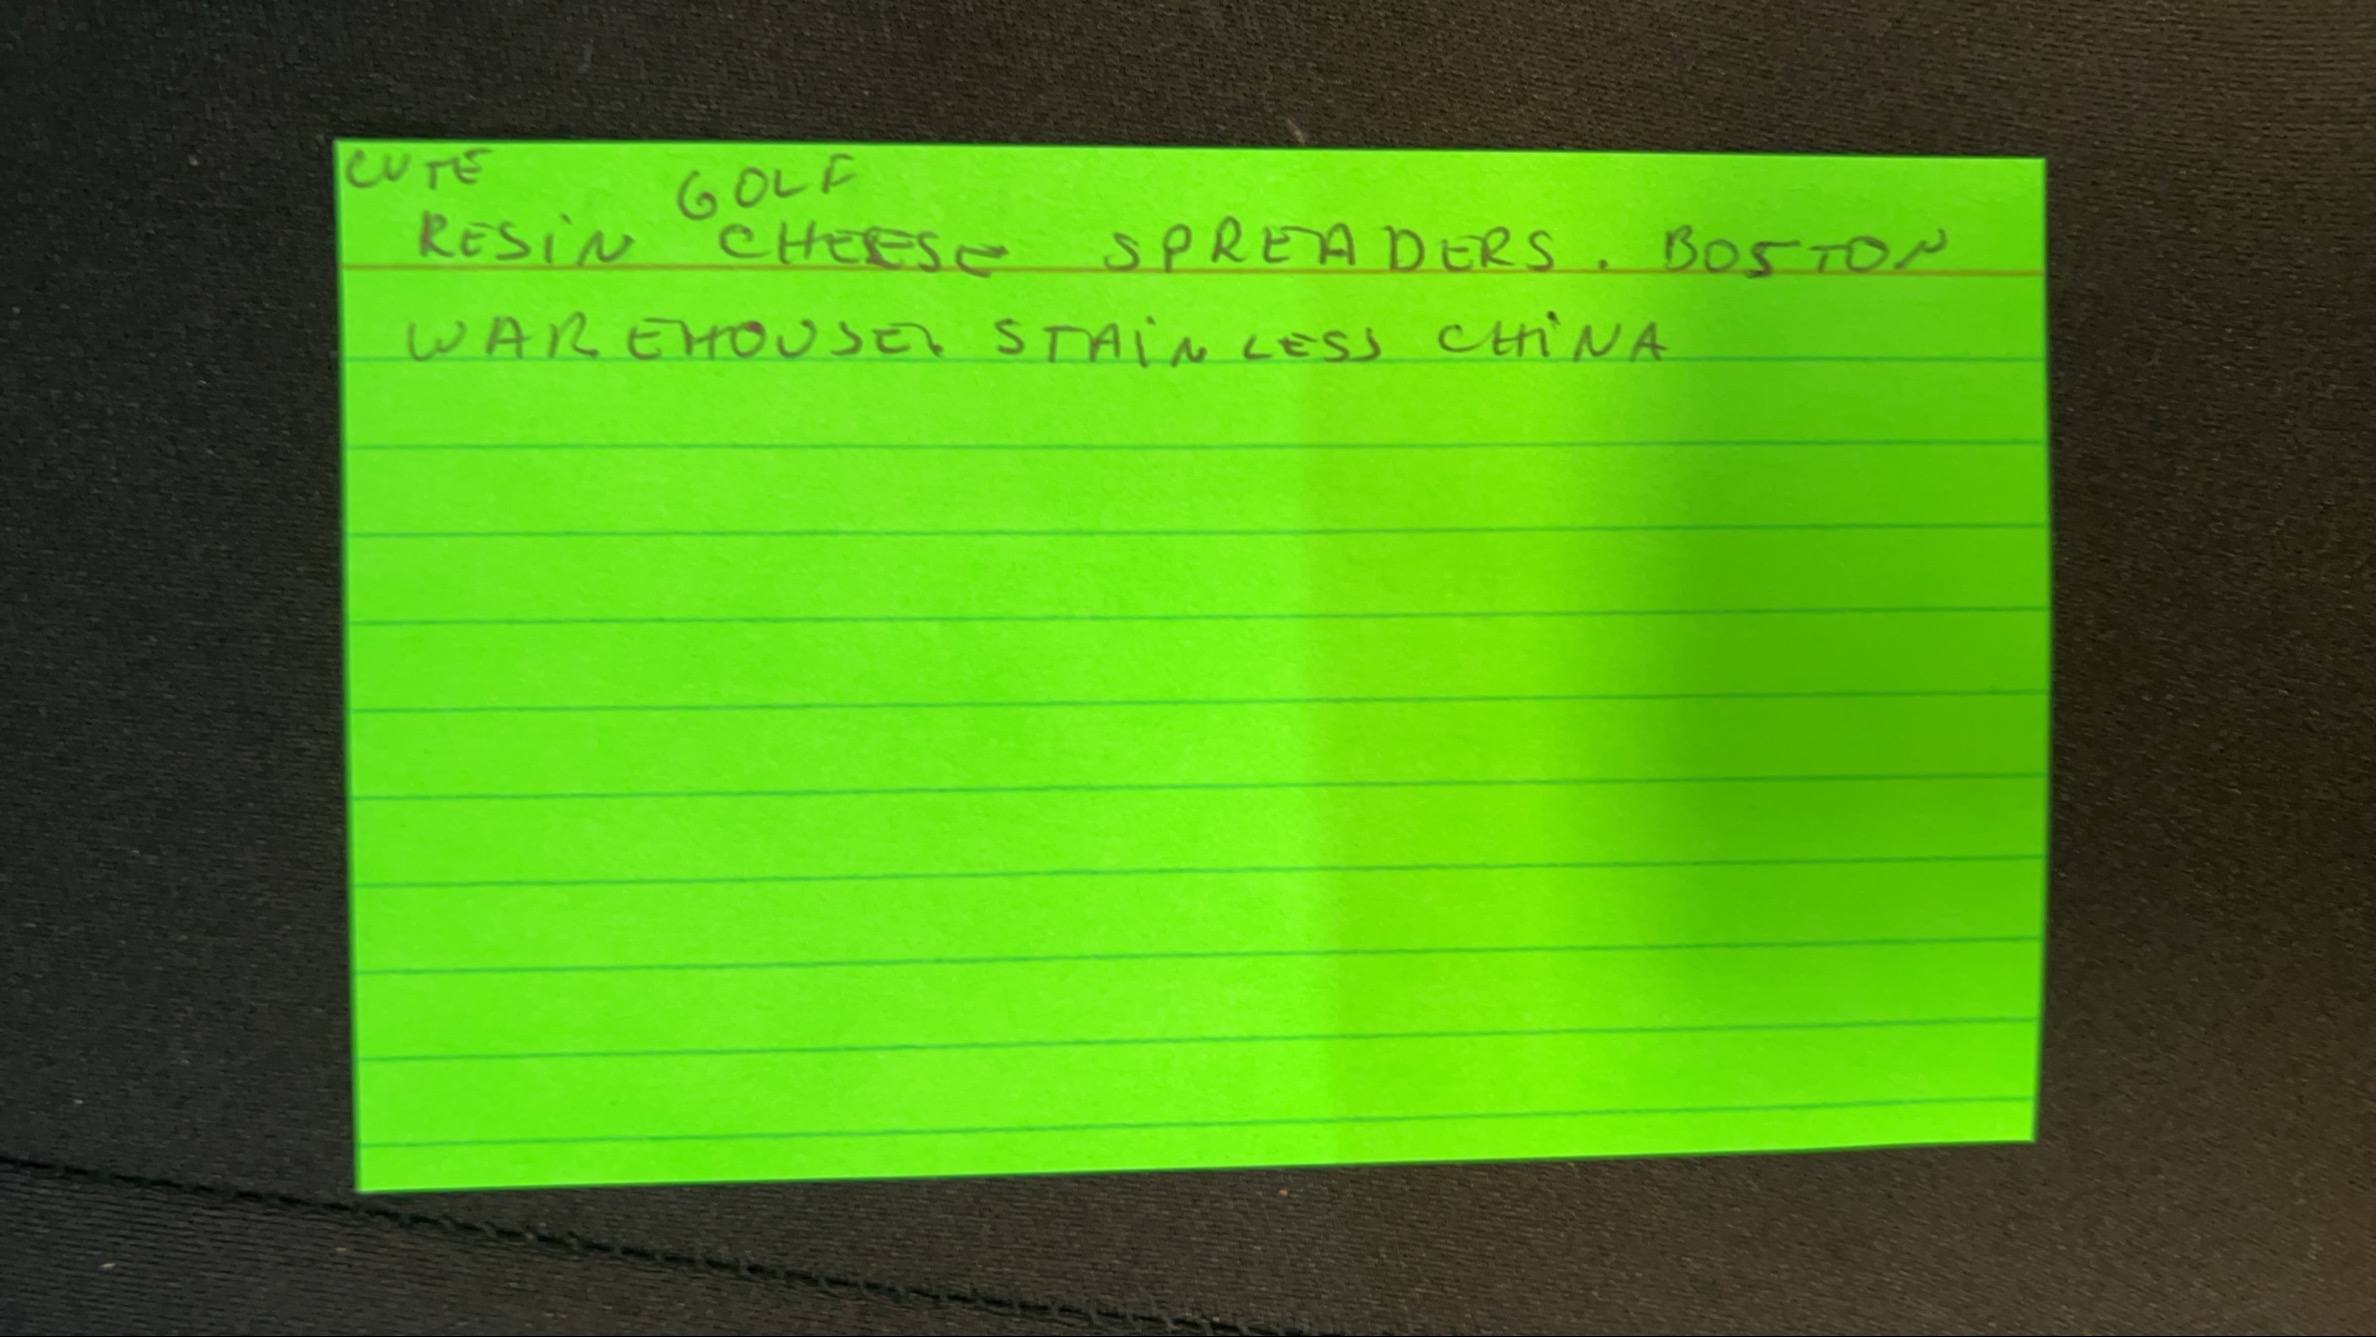 CUTE GOLF
RESIN CHEESE SPREADERS. BOSTON
WAREHOUSE. STAINLESS CHINA